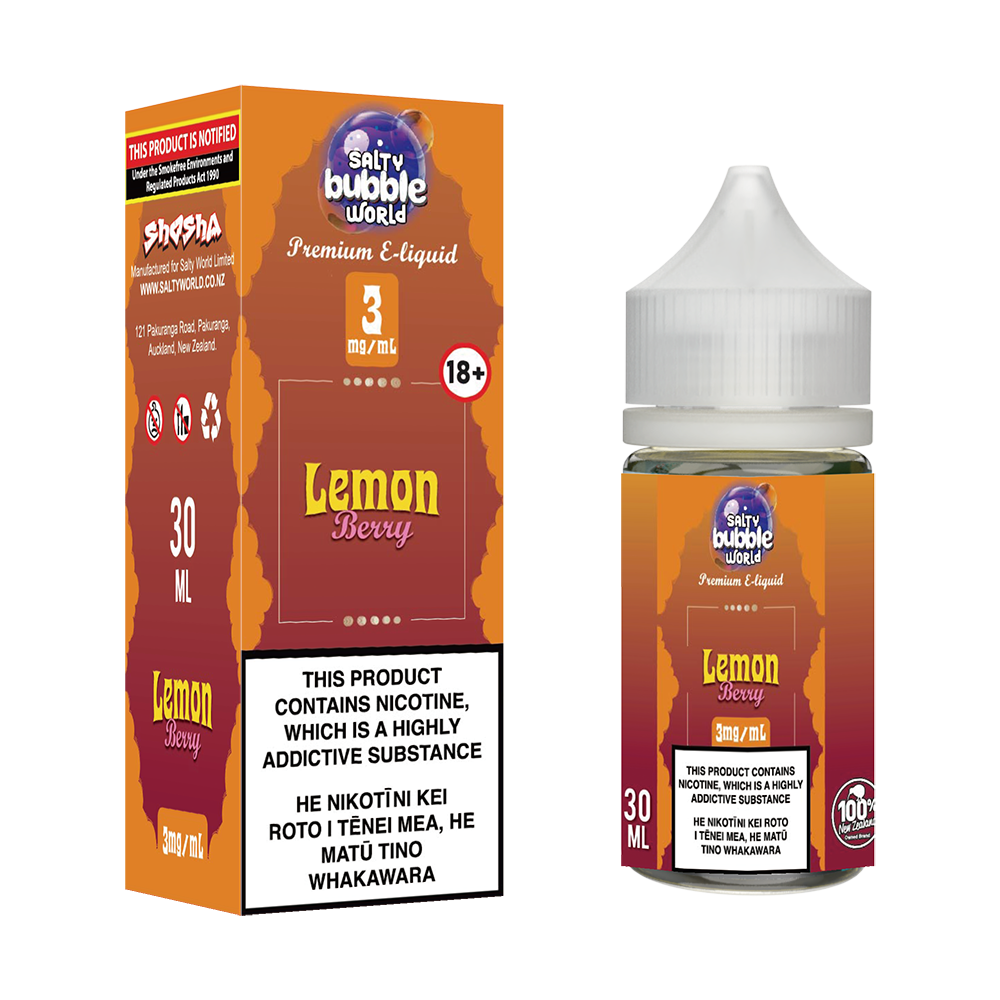 THIS PRODUCT IS NOTIFIED
Under the Smokefree Environments and
Regulated Products Act 1990
shosha
Manufactured for Salty World Limited
WWW.SALTYWORLD.CO.NZ
121 Pakuranga Road, Pakuranga,
Auckland, New Zealand.
30
ML
Lemon
Berry
3mg/mL
SALTY
bubble
WORLD
Premium E-liquid
3
mg/mL
18+
Lemon
Berry
THIS PRODUCT
CONTAINS NICOTINE,
WHICH IS A HIGHLY
ADDICTIVE SUBSTANCE
HE NIKOTĪNI KEI
ROTO I TĒNEI MEA, HE
MATŪ TINO
WHAKAWARA
SALTY
bubble
WORLD
Premium E-liquid
Lemon
Berry
3mg/mL
THIS PRODUCT CONTAINS
NICOTINE, WHICH IS A HIGHLY
ADDICTIVE SUBSTANCE
HE NIKOTĪNI KEI ROTO
I TĒNEI MEA, HE MATŪ
TINO WHAKAWARA
30
ML
100%
New Zealand
Owned Brand